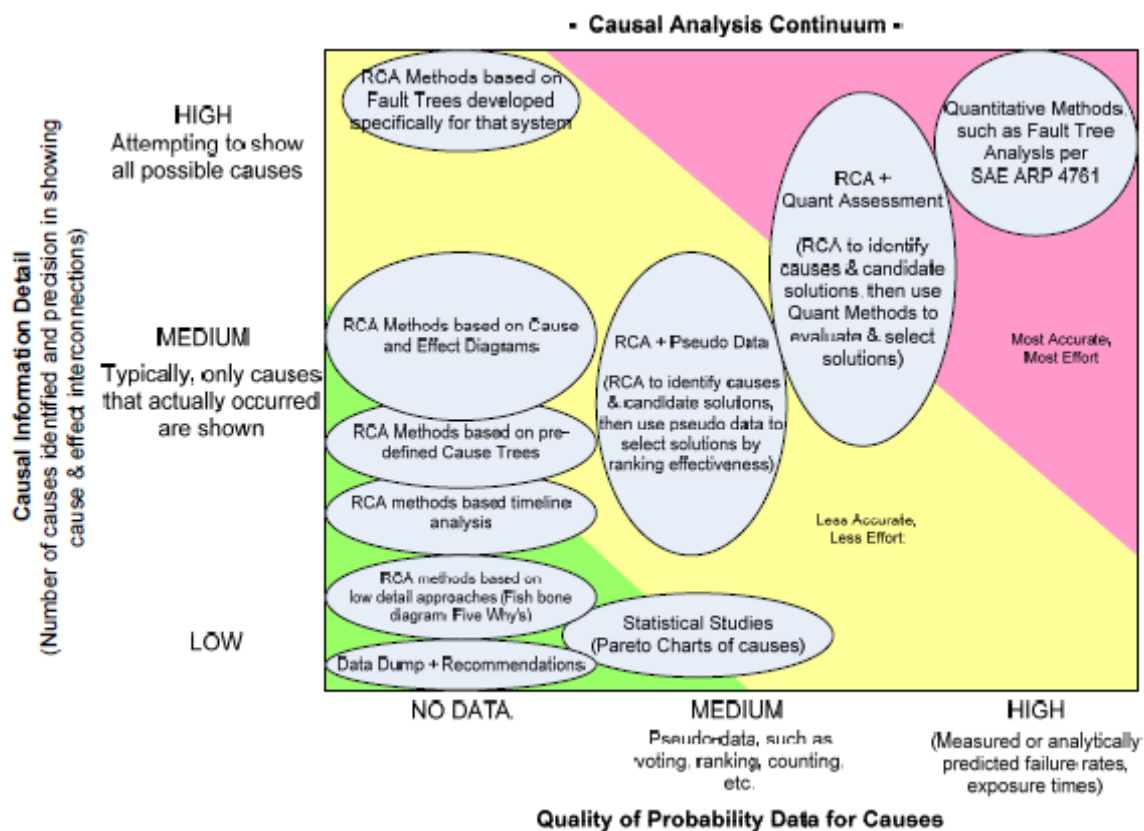 - Causal Analysis Continuum -
Causal Information Detail
(Number of causes identified and precision in showing
cause & effect interconnections)
HIGH
Attempting to show
all possible causes
MEDIUM
Typically, only causes
that actually occurred
are shown
LOW
RCA Methods based on
Fault Trees developed
specifically for that system
RCA Methods based on Cause
and Effect Diagrams
RCA Methods based on pre-
defined Cause Trees
RCA methods based timeline
analysis
RCA methods based on
low detail approaches (Fish bone
diagram, Five Why's)
Data Dump + Recommendations
Statistical Studies
(Pareto Charts of causes)
RCA + Pseudo Data
(RCA to identify causes
& candidate solutions,
then use pseudo data to
select solutions by
ranking effectiveness)
RCA +
Quant Assessment
(RCA to identify
causes & candidate
solutions, then use
Quant Methods to
evaluate & select
solutions)
Quantitative Methods,
such as Fault Tree
Analysis per
SAE ARP 4761
Most Accurate,
Most Effort
Less Accurate,
Less Effort
NO DATA.
MEDIUM
Pseudo-data, such as
voting, ranking, counting,
etc.
HIGH
(Measured or analytically
predicted failure rates,
exposure times)
Quality of Probability Data for Causes